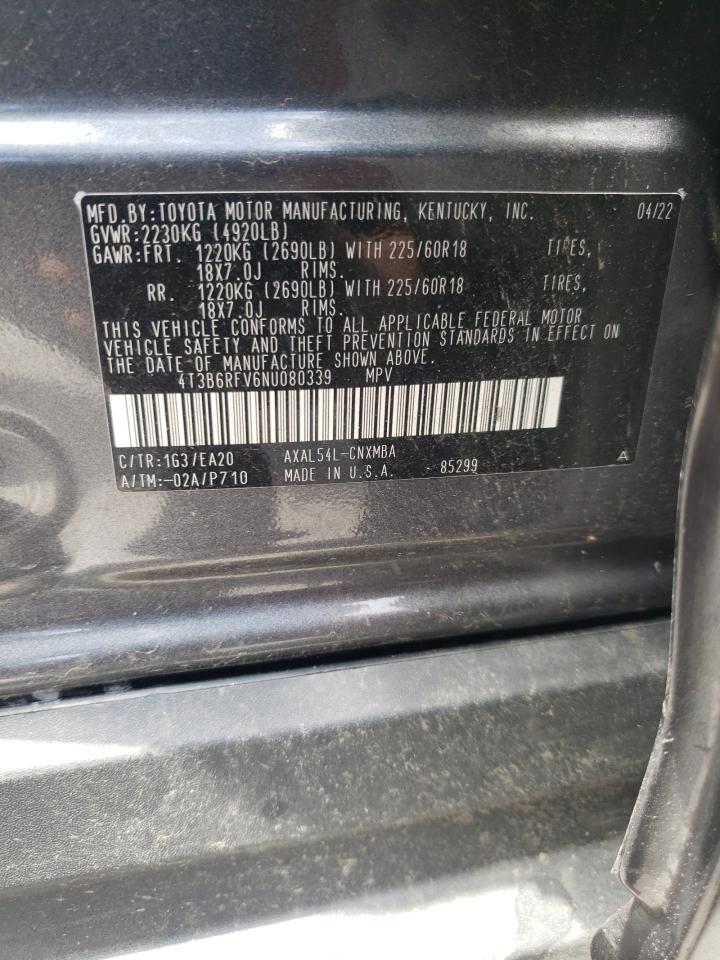 MFD.BY:TOYOTA MOTOR MANUFACTURING, KENTUCKY, INC. 04/22
GVWR:2230KG (4920LB)
GAWR:FRT. 1220KG (2690LB) WITH 225/60R18 TIRES,
18X7.0J RIMS.
RR. 1220KG (2690LB) WITH 225/60R18 TIRES,
18X7.0J RIMS.
THIS VEHICLE CONFORMS TO ALL APPLICABLE FEDERAL MOTOR
VEHICLE SAFETY AND THEFT PREVENTION STANDARDS IN EFFECT ON
THE DATE OF MANUFACTURE SHOWN ABOVE.
4T3B6RFV6NU080339 MPV
C/TR:1G3/EA20 AXAL54L-CNXMBA A
A/TM:-02A/P710 MADE IN U.S.A. 85299